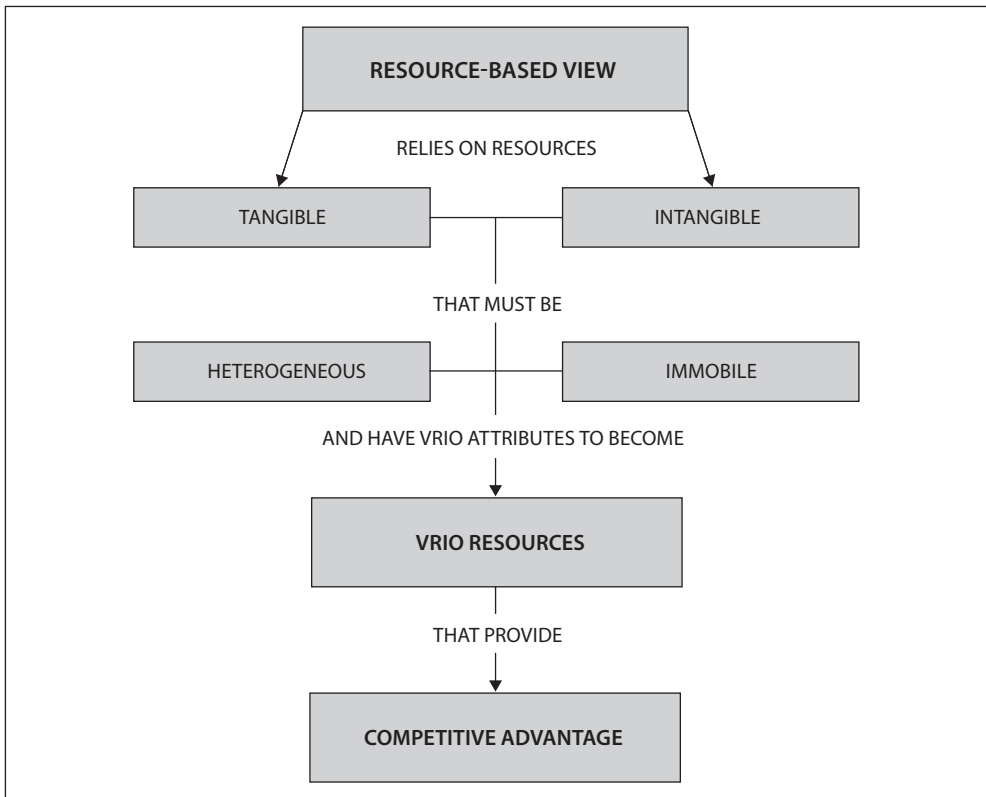 RESOURCE-BASED VIEW
RELIES ON RESOURCES
TANGIBLE
INTANGIBLE
THAT MUST BE
HETEROGENEOUS
IMMOBILE
AND HAVE VRIO ATTRIBUTES TO BECOME
VRIO RESOURCES
THAT PROVIDE
COMPETITIVE ADVANTAGE